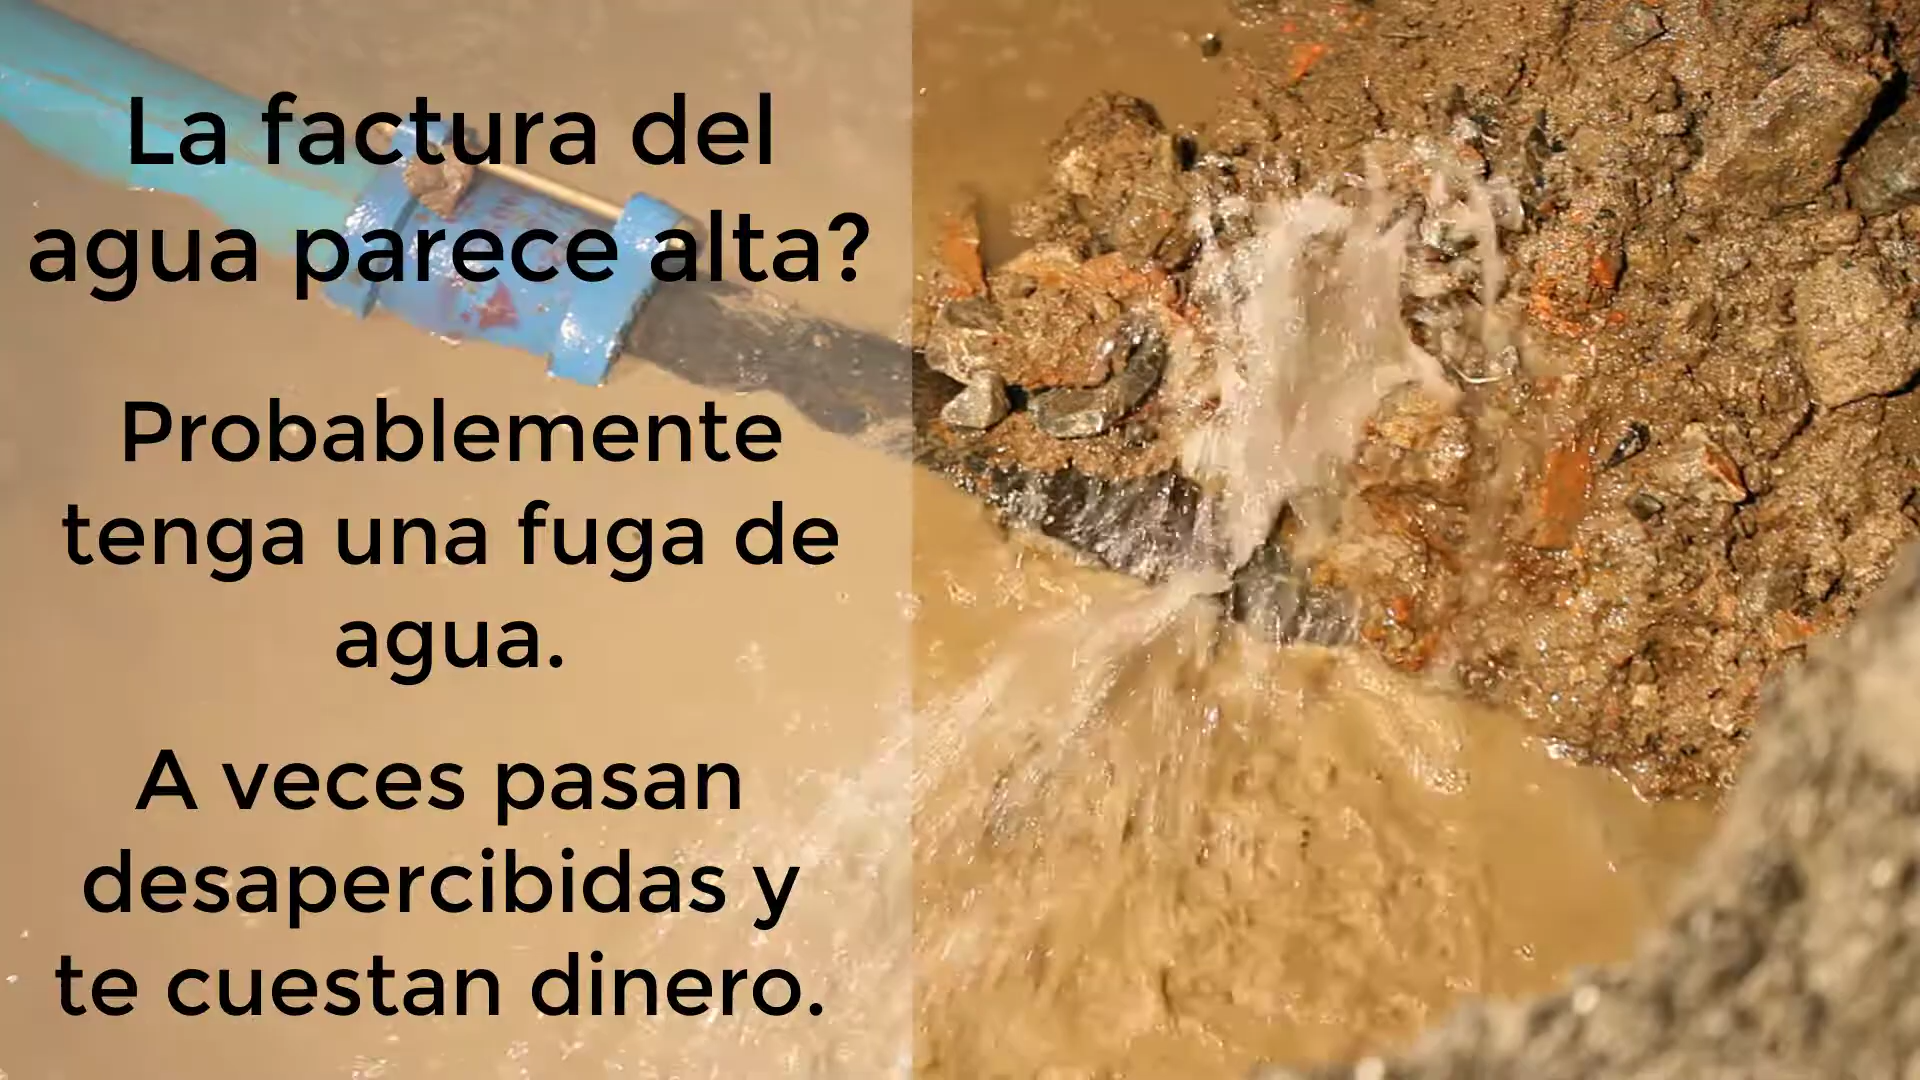 La factura del
agua parece alta?
Probablemente
tenga una fuga de
agua.
A veces pasan
desapercibidas y
te cuestan dinero.